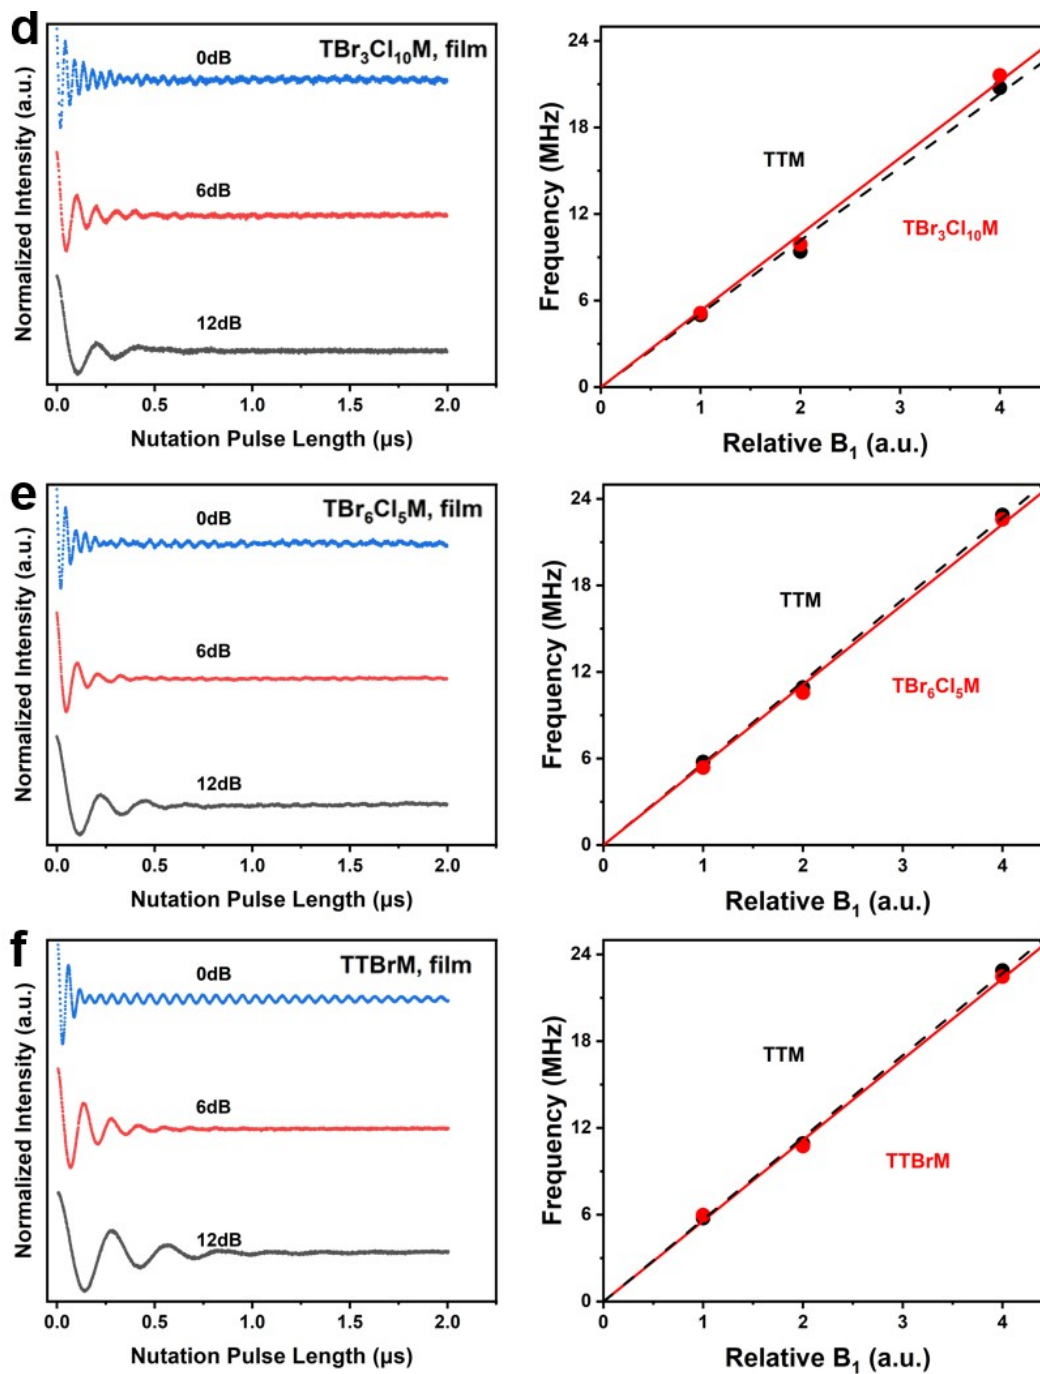 d
TBr₃Cl₁₀M, film
0dB
6dB
12dB
Normalized Intensity (a.u.)
0.0 0.5 1.0 1.5 2.0
Nutation Pulse Length (μs)
24
18
12
6
0
Frequency (MHz)
TTM
TBr₃Cl₁₀M
0 1 2 3 4
Relative B₁ (a.u.)
e
TBr₆Cl₅M, film
0dB
6dB
12dB
Normalized Intensity (a.u.)
0.0 0.5 1.0 1.5 2.0
Nutation Pulse Length (μs)
24
18
12
6
0
Frequency (MHz)
TTM
TBr₆Cl₅M
0 1 2 3 4
Relative B₁ (a.u.)
f
TTBrM, film
0dB
6dB
12dB
Normalized Intensity (a.u.)
0.0 0.5 1.0 1.5 2.0
Nutation Pulse Length (μs)
24
18
12
6
0
Frequency (MHz)
TTM
TTBrM
0 1 2 3 4
Relative B₁ (a.u.)